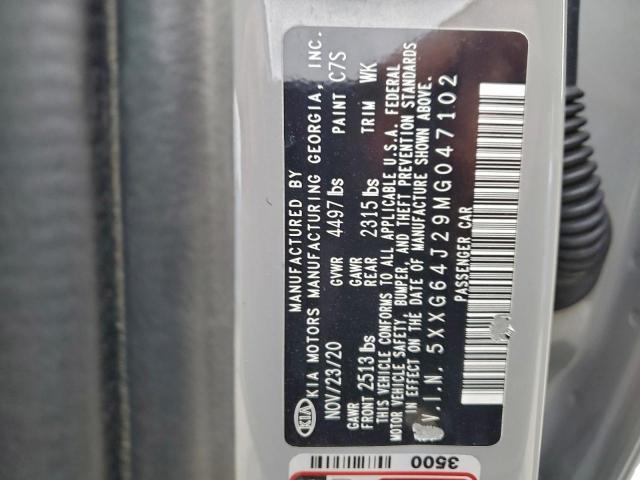 MANUFACTURED BY
KIA KIA MOTORS MANUFACTURING GEORGIA, INC.
NOV/23/20 GVWR 4497 lbs PAINT C7S
GAWR FRONT 2513 lbs GAWR REAR 2315 lbs TRIM WK
THIS VEHICLE CONFORMS TO ALL APPLICABLE U.S.A. FEDERAL
MOTOR VEHICLE SAFETY, BUMPER, AND THEFT PREVENTION STANDARDS
IN EFFECT ON THE DATE OF MANUFACTURE SHOWN ABOVE.
V.I.N. 5XXG64J29MG047102
PASSENGER CAR
3500